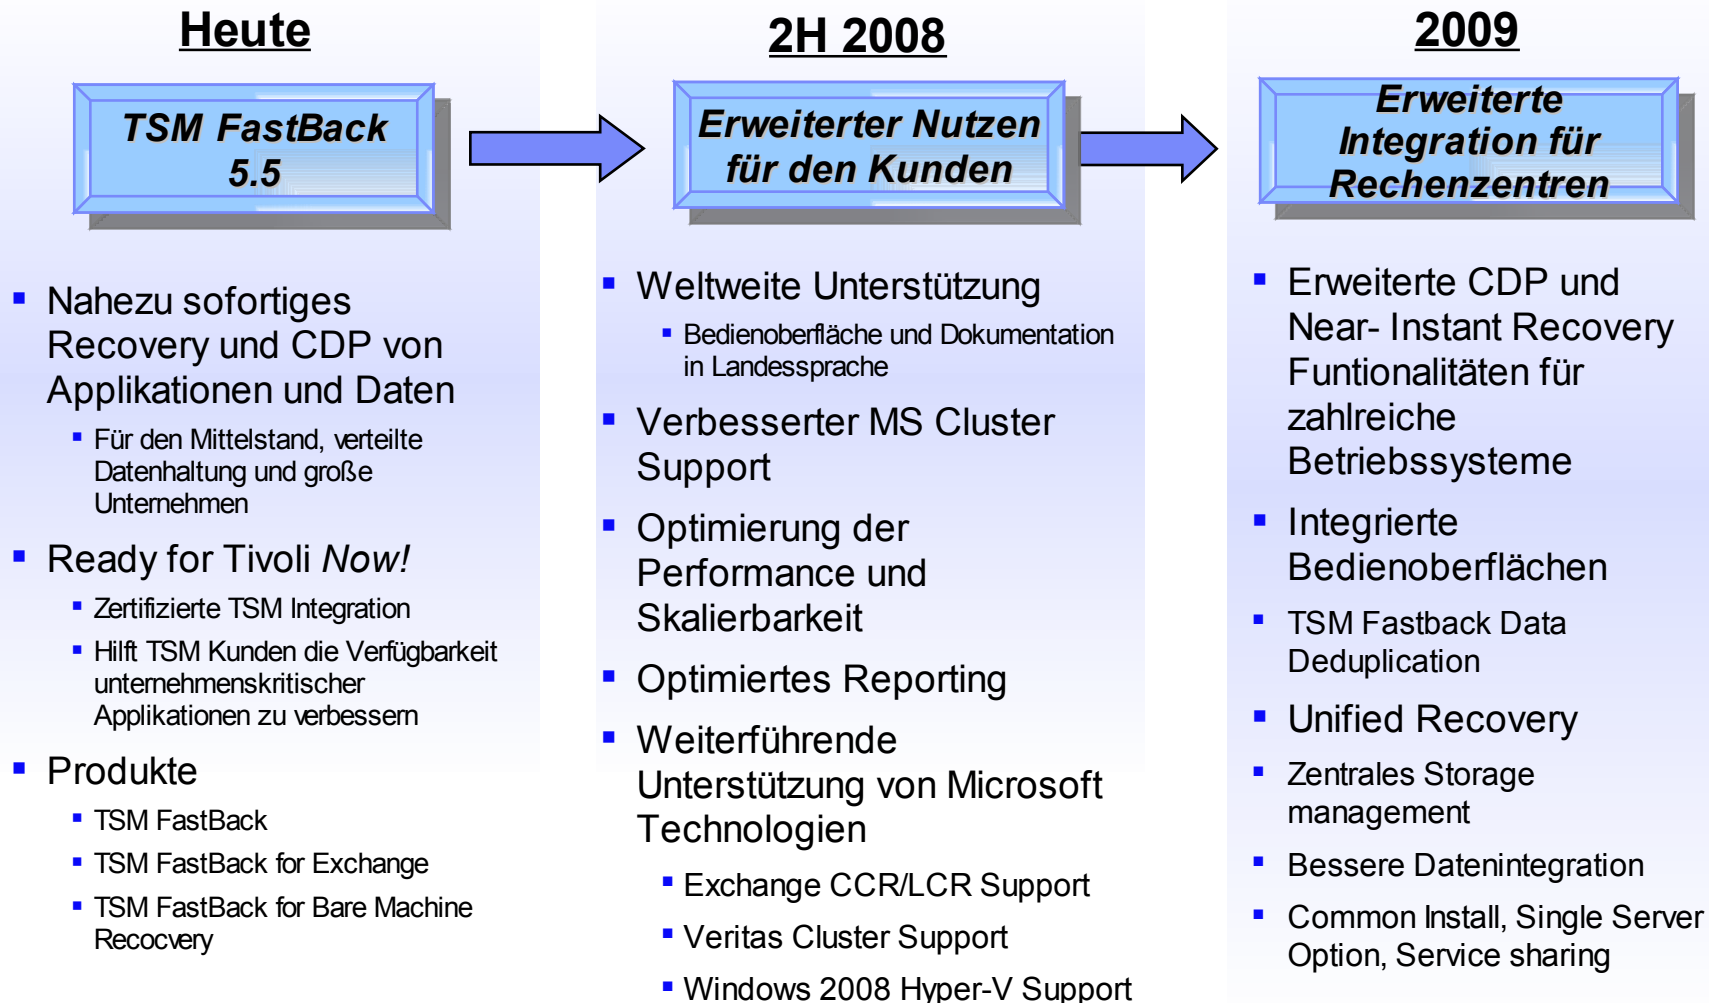 Heute
TSM FastBack
5.5
Nahezu sofortiges
Recovery und CDP von
Applikationen und Daten
Für den Mittelstand, verteilte
Datenhaltung und große
Unternehmen
Ready for Tivoli Now!
Zertifizierte TSM Integration
Hilft TSM Kunden die Verfügbarkeit
unternehmenskritischer
Applikationen zu verbessern
Produkte
TSM FastBack
TSM FastBack for Exchange
TSM FastBack for Bare Machine
Recocvery
2H 2008
Erweiterter Nutzen
für den Kunden
Weltweite Unterstützung
Bedienoberfläche und Dokumentation
in Landessprache
Verbesserter MS Cluster
Support
Optimierung der
Performance und
Skalierbarkeit
Optimiertes Reporting
Weiterführende
Unterstützung von Microsoft
Technologien
Exchange CCR/LCR Support
Veritas Cluster Support
Windows 2008 Hyper-V Support
2009
Erweiterte
Integration für
Rechenzentren
Erweiterte CDP und
Near- Instant Recovery
Funtionalitäten für
zahlreiche
Betriebssysteme
Integrierte
Bedienoberflächen
TSM Fastback Data
Deduplication
Unified Recovery
Zentrales Storage
management
Bessere Datenintegration
Common Install, Single Server
Option, Service sharing